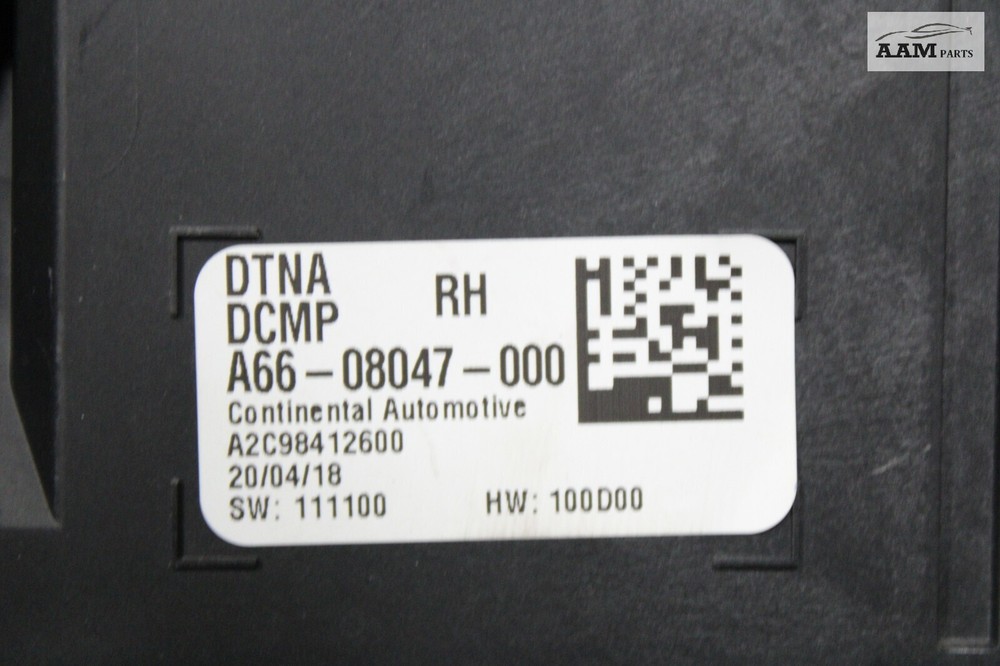 AAM PARTS
DTNA
RH
DCMP
A66-08047-000
Continental Automotive
A2C98412600
20/04/18
SW: 111100 HW: 100D00